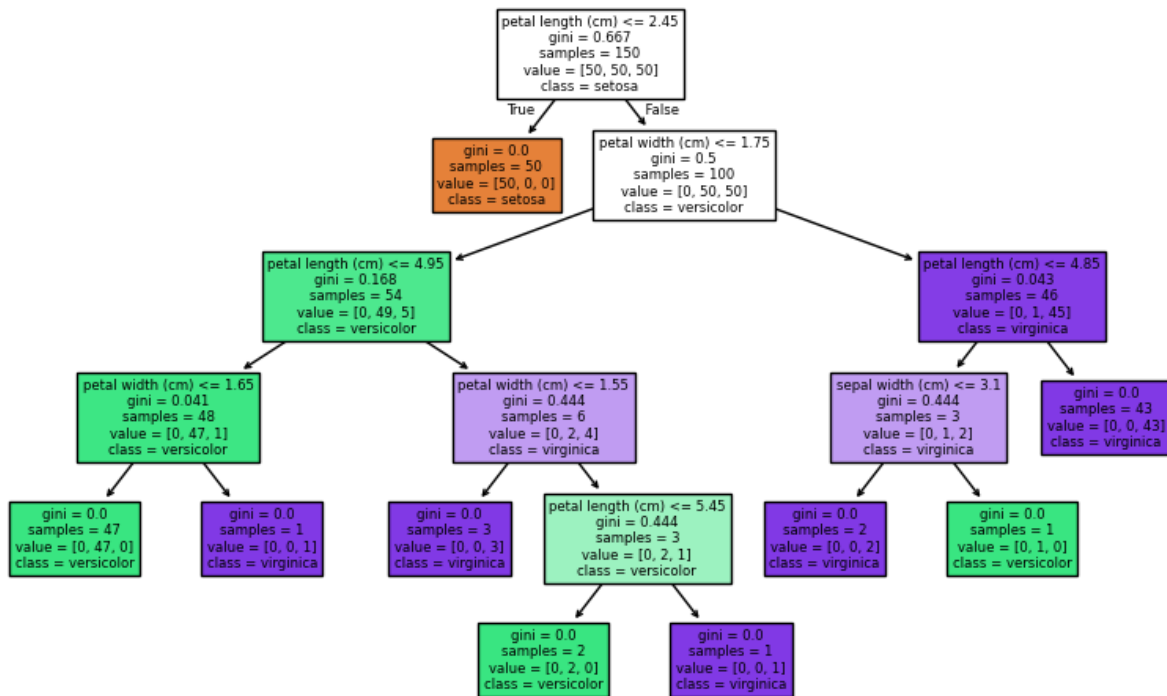 petal length (cm) <= 2.45
gini = 0.667
samples = 150
value = [50, 50, 50]
class = setosa
True
False
gini = 0.0
samples = 50
value = [50, 0, 0]
class = setosa
petal width (cm) <= 1.75
gini = 0.5
samples = 100
value = [0, 50, 50]
class = versicolor
petal length (cm) <= 4.95
gini = 0.168
samples = 54
value = [0, 49, 5]
class = versicolor
petal length (cm) <= 4.85
gini = 0.043
samples = 46
value = [0, 1, 45]
class = virginica
petal width (cm) <= 1.65
gini = 0.041
samples = 48
value = [0, 47, 1]
class = versicolor
petal width (cm) <= 1.55
gini = 0.444
samples = 6
value = [0, 2, 4]
class = virginica
sepal width (cm) <= 3.1
gini = 0.444
samples = 3
value = [0, 1, 2]
class = virginica
gini = 0.0
samples = 43
value = [0, 0, 43]
class = virginica
gini = 0.0
samples = 47
value = [0, 47, 0]
class = versicolor
gini = 0.0
samples = 1
value = [0, 0, 1]
class = virginica
gini = 0.0
samples = 3
value = [0, 0, 3]
class = virginica
petal length (cm) <= 5.45
gini = 0.444
samples = 3
value = [0, 2, 1]
class = versicolor
gini = 0.0
samples = 2
value = [0, 0, 2]
class = virginica
gini = 0.0
samples = 1
value = [0, 1, 0]
class = versicolor
gini = 0.0
samples = 2
value = [0, 2, 0]
class = versicolor
gini = 0.0
samples = 1
value = [0, 0, 1]
class = virginica